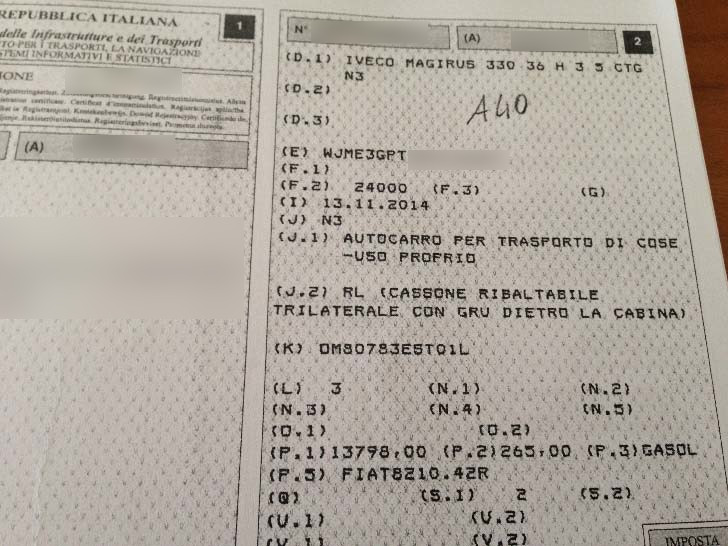 REPUBBLICA ITALIANA
delle Infrastrutture e dei Trasporti
TO PER I TRASPORTI, LA NAVIGAZIONE
SISTEMI INFORMATIVI E STATISTICI
1
IONE
(A)
N°
(A)
2
(D.1) IVECO MAGIRUS 330 36 H 3 5 CTG
N3
(D.2)
A40
(D.3)
(E) WJME3GPT
(F.1)
(F.2) 24000 (F.3) (G)
(I) 13.11.2014
(J) N3
(J.1) AUTOCARRO PER TRASPORTO DI COSE
-USO PROPRIO
(J.2) RL (CASSONE RIBALTABILE
TRILATERALE CON GRU DIETRO LA CABINA)
(K) OM80783EST01L
(L) 3 (N.1) (N.2)
(N.3) (N.4) (N.5)
(O.1) (O.2)
(P.1)13798,00 (P.2)265,00 (P.3)GASOL
(P.5) FIAT8210.42R
(Q) (S.1) 2 (S.2)
(U.1) (U.2)
(V.1) (V.2)
IMPOSTA